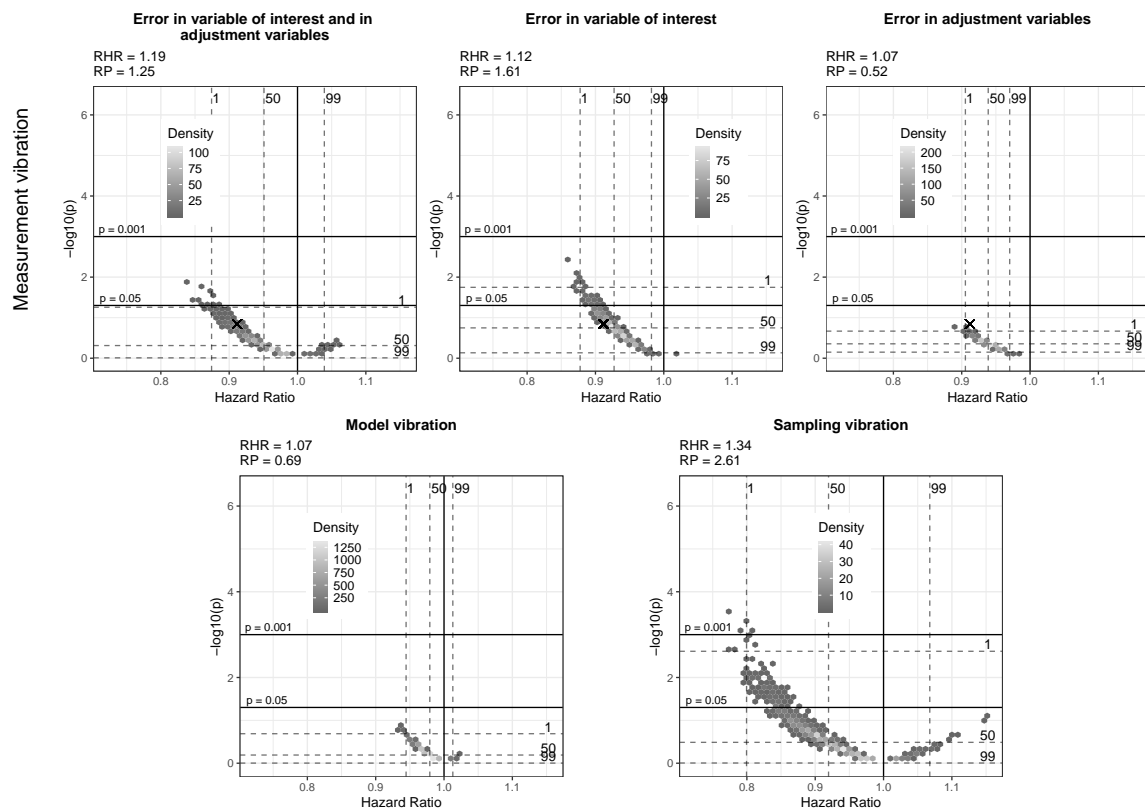 Measurement vibration
Error in variable of interest and in
adjustment variables
RHR = 1.19
RP = 1.25
1
50
99
6
4
2
0
−log10(p)
Density
100
75
50
25
p = 0.001
p = 0.05
1
50
99
0.8
0.9
1.0
1.1
Hazard Ratio
Error in variable of interest
RHR = 1.12
RP = 1.61
1
50
99
6
4
2
0
−log10(p)
Density
75
50
25
p = 0.001
p = 0.05
1
50
99
0.8
0.9
1.0
1.1
Hazard Ratio
Error in adjustment variables
RHR = 1.07
RP = 0.52
1
50
99
6
4
2
0
−log10(p)
Density
200
150
100
50
p = 0.001
p = 0.05
1
50
99
0.8
0.9
1.0
1.1
Hazard Ratio
Model vibration
RHR = 1.07
RP = 0.69
1
50
99
6
4
2
0
−log10(p)
Density
1250
1000
750
500
250
p = 0.001
p = 0.05
1
50
99
0.8
0.9
1.0
1.1
Hazard Ratio
Sampling vibration
RHR = 1.34
RP = 2.61
1
50
99
6
4
2
0
−log10(p)
Density
40
30
20
10
p = 0.001
p = 0.05
1
50
99
0.8
0.9
1.0
1.1
Hazard Ratio